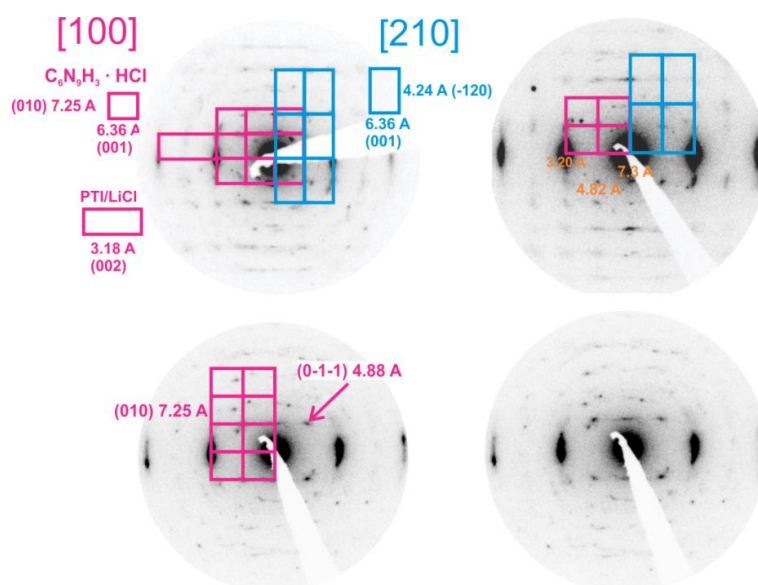 [100]
[210]
C6N9H3 · HCl
(010) 7.25 A
6.36 A
(001)
4.24 A (-120)
6.36 A
(001)
PTI/LiCl
3.18 A
(002)
3.20 A
7.3 A
4.82 A
(0-1-1) 4.88 A
(010) 7.25 A